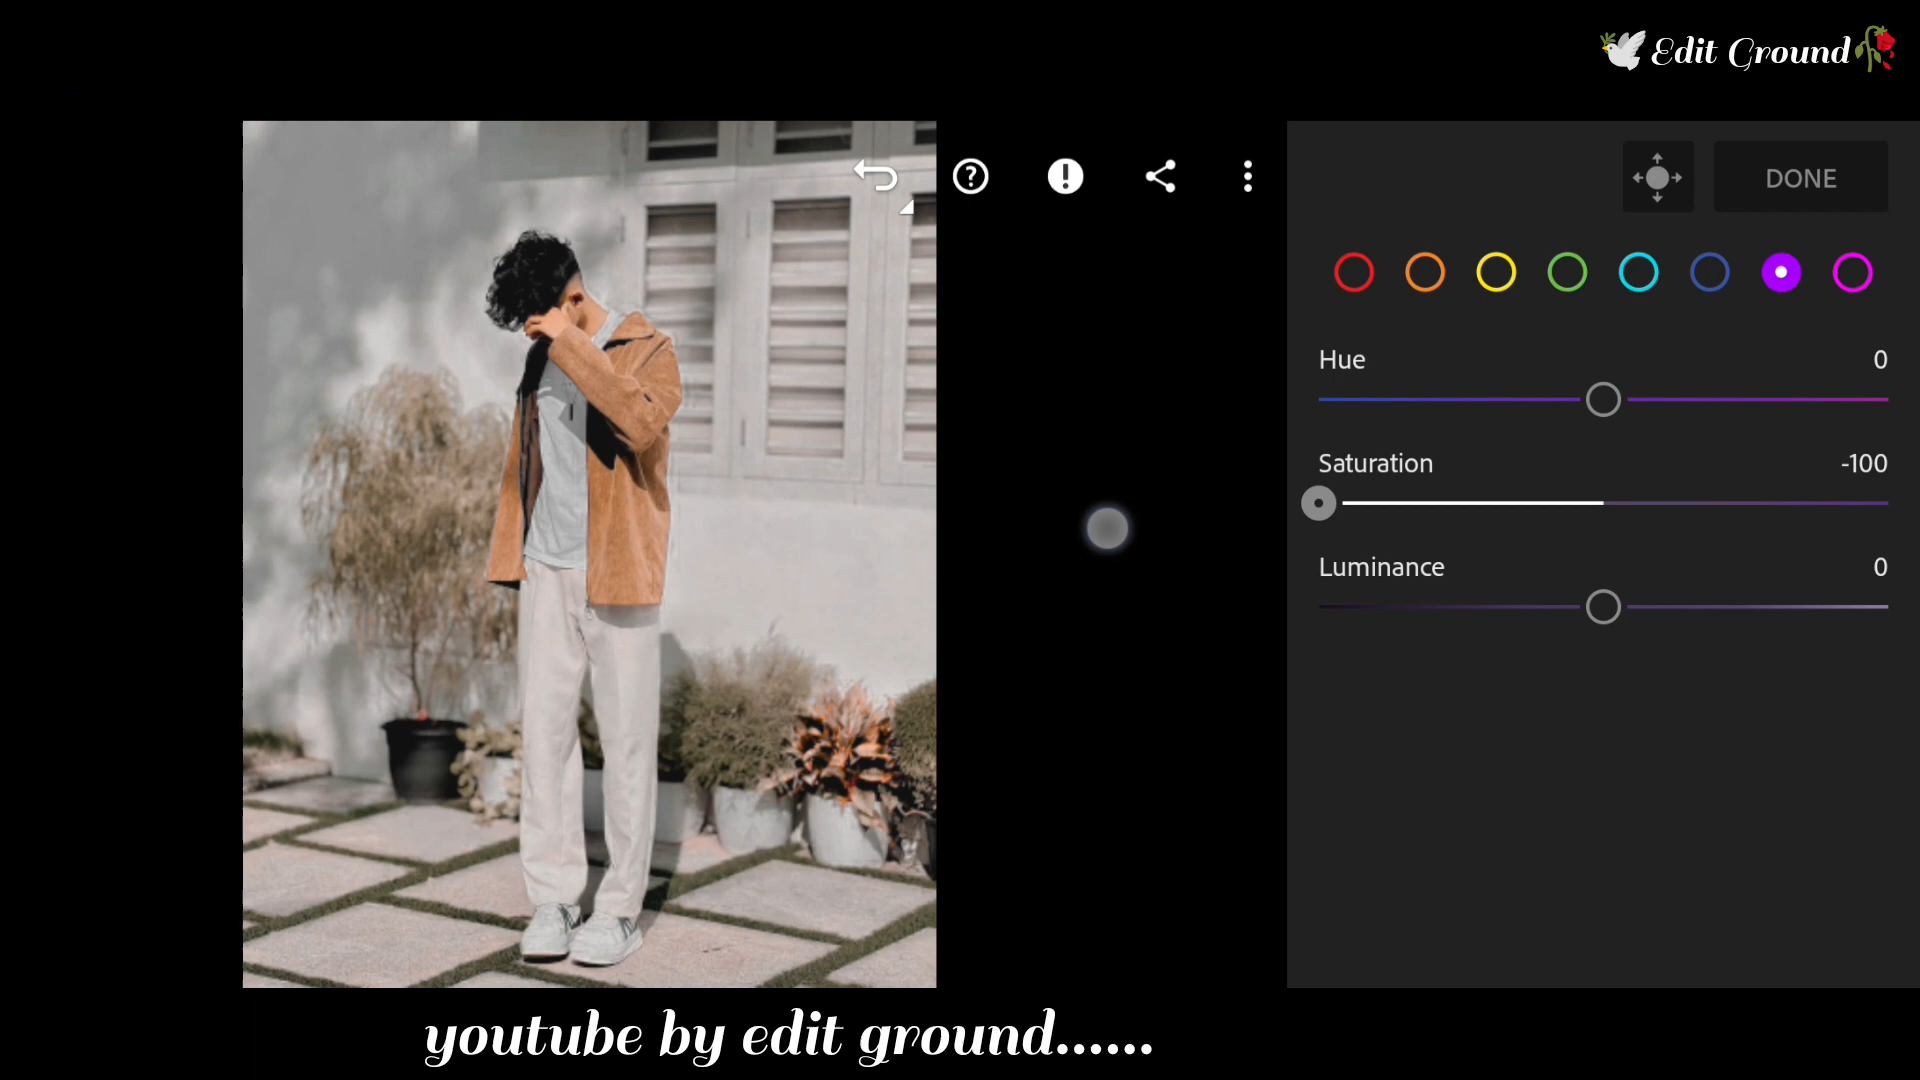 Edit Ground
DONE
Hue 0
Saturation -100
Luminance 0
youtube by edit ground......